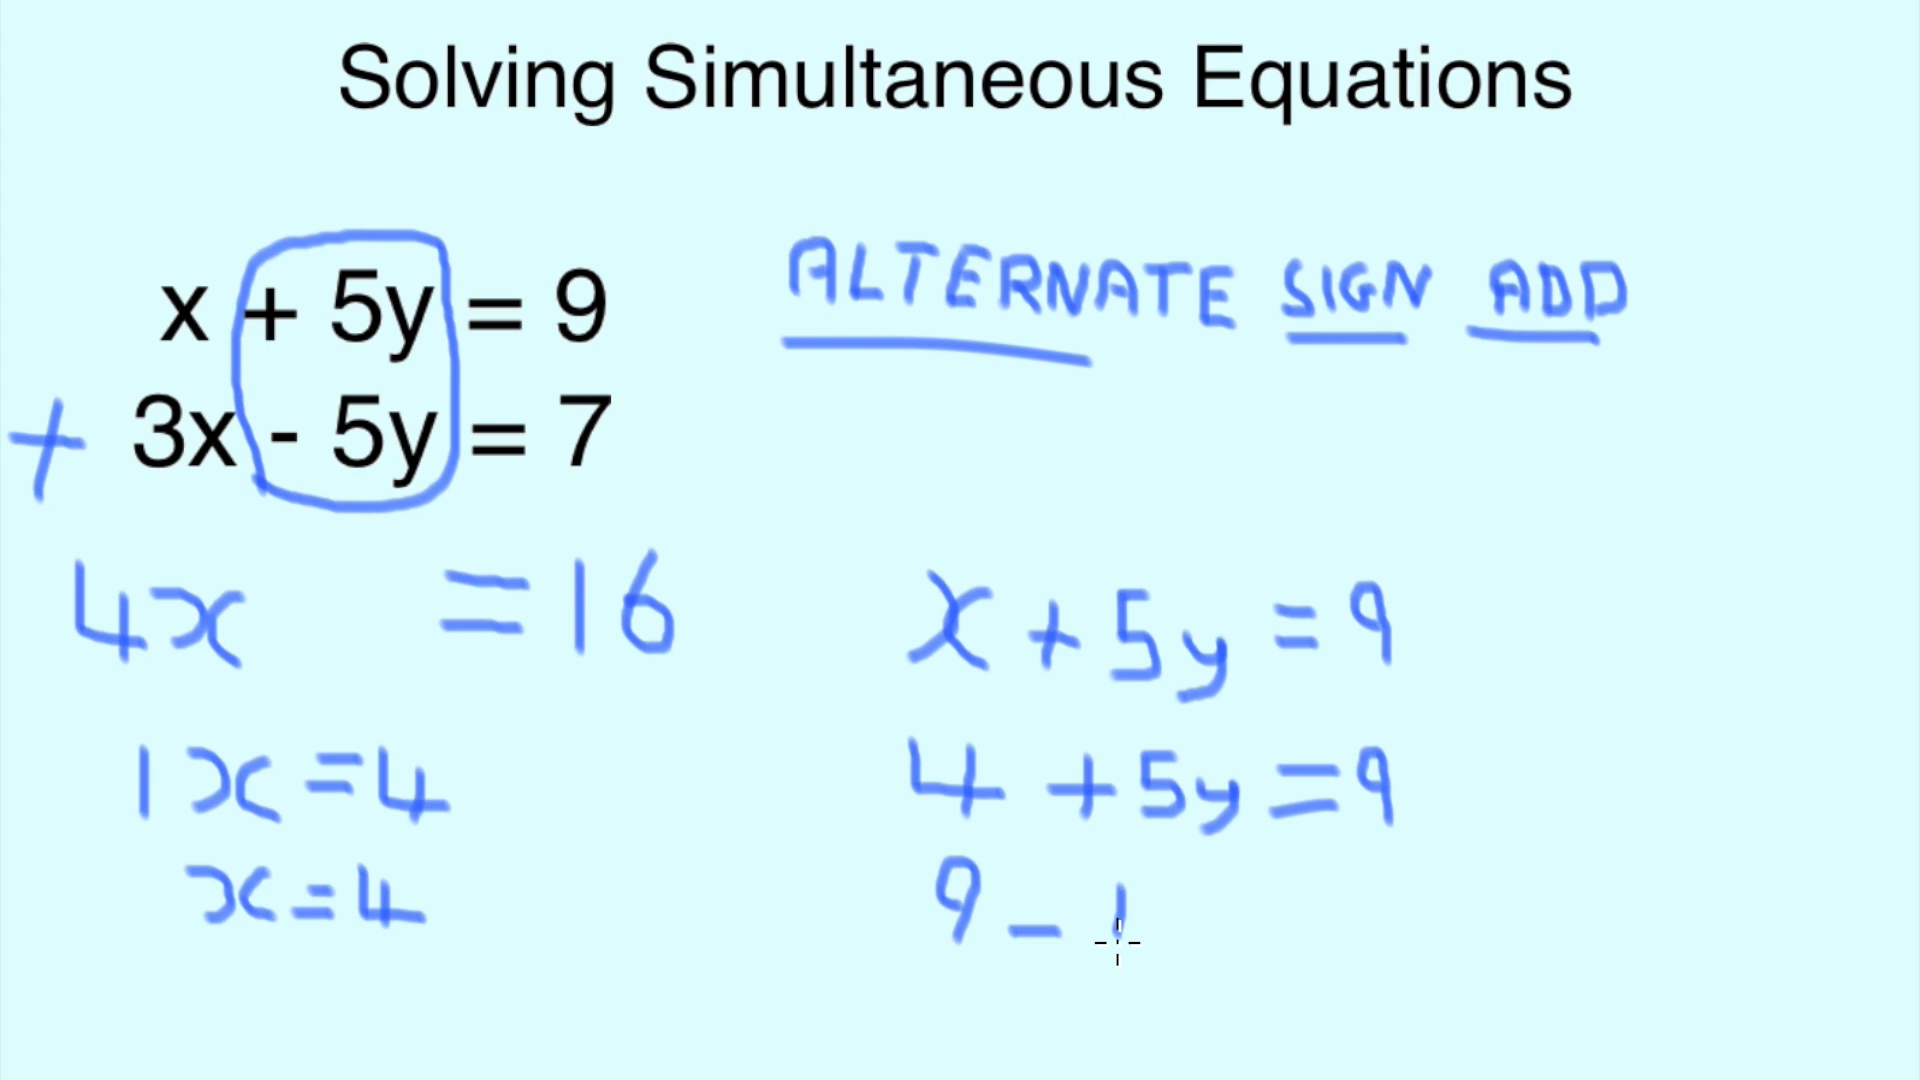 Solving Simultaneous Equations
x + 5y = 9
ALTERNATE SIGN ADD
+ 3x - 5y = 7
4x = 16
x + 5y = 9
1x = 4
4 + 5y = 9
x = 4
9 -